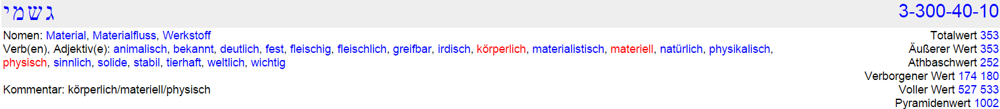 גשמי 3-300-40-10
Nomen: Material, Materialfluss, Werkstoff Totalwert 353
Verb(en), Adjektiv(e): animalisch, bekannt, deutlich, fest, fleischig, fleischlich, greifbar, irdisch, körperlich, materialistisch, materiell, natürlich, physikalisch, Äußerer Wert 353
physisch, sinnlich, solide, stabil, tierhaft, weltlich, wichtig Athbaschwert 252
Verborgener Wert 174 180
Kommentar: körperlich/materiell/physisch Voller Wert 527 533
Pyramidenwert 1002